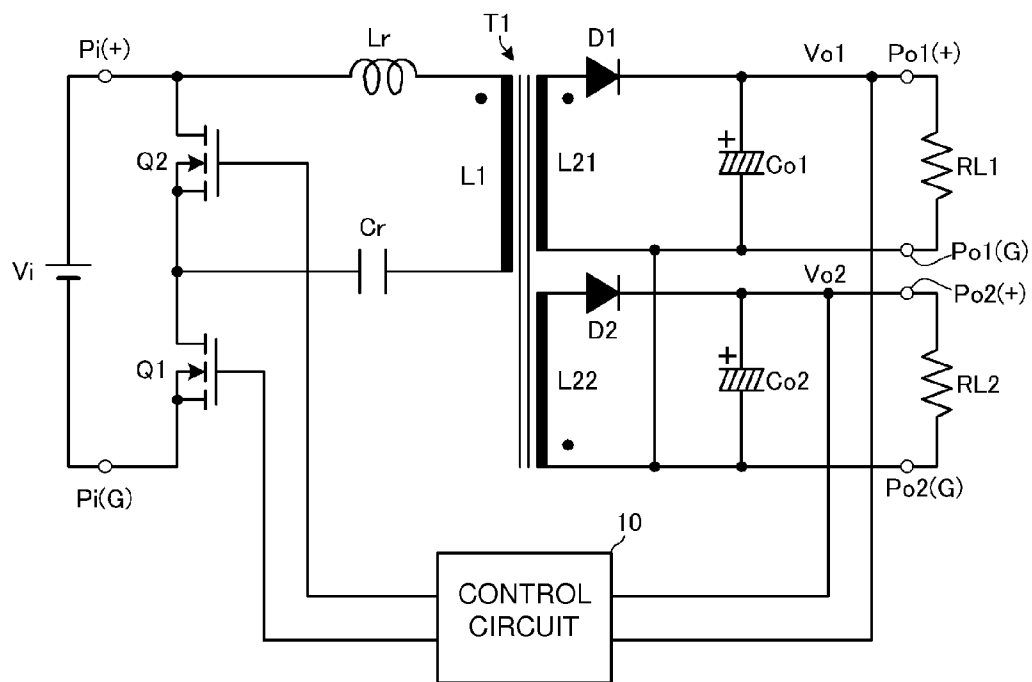 T1
Pi(+)
Lr
D1
Vo1
Po1(+)
Q2
L1
L21
Co1
RL1
+
Cr
Po1(G)
Vi
Vo2
Po2(+)
D2
Q1
L22
+
Co2
RL2
Pi(G)
Po2(G)
10
CONTROL
CIRCUIT